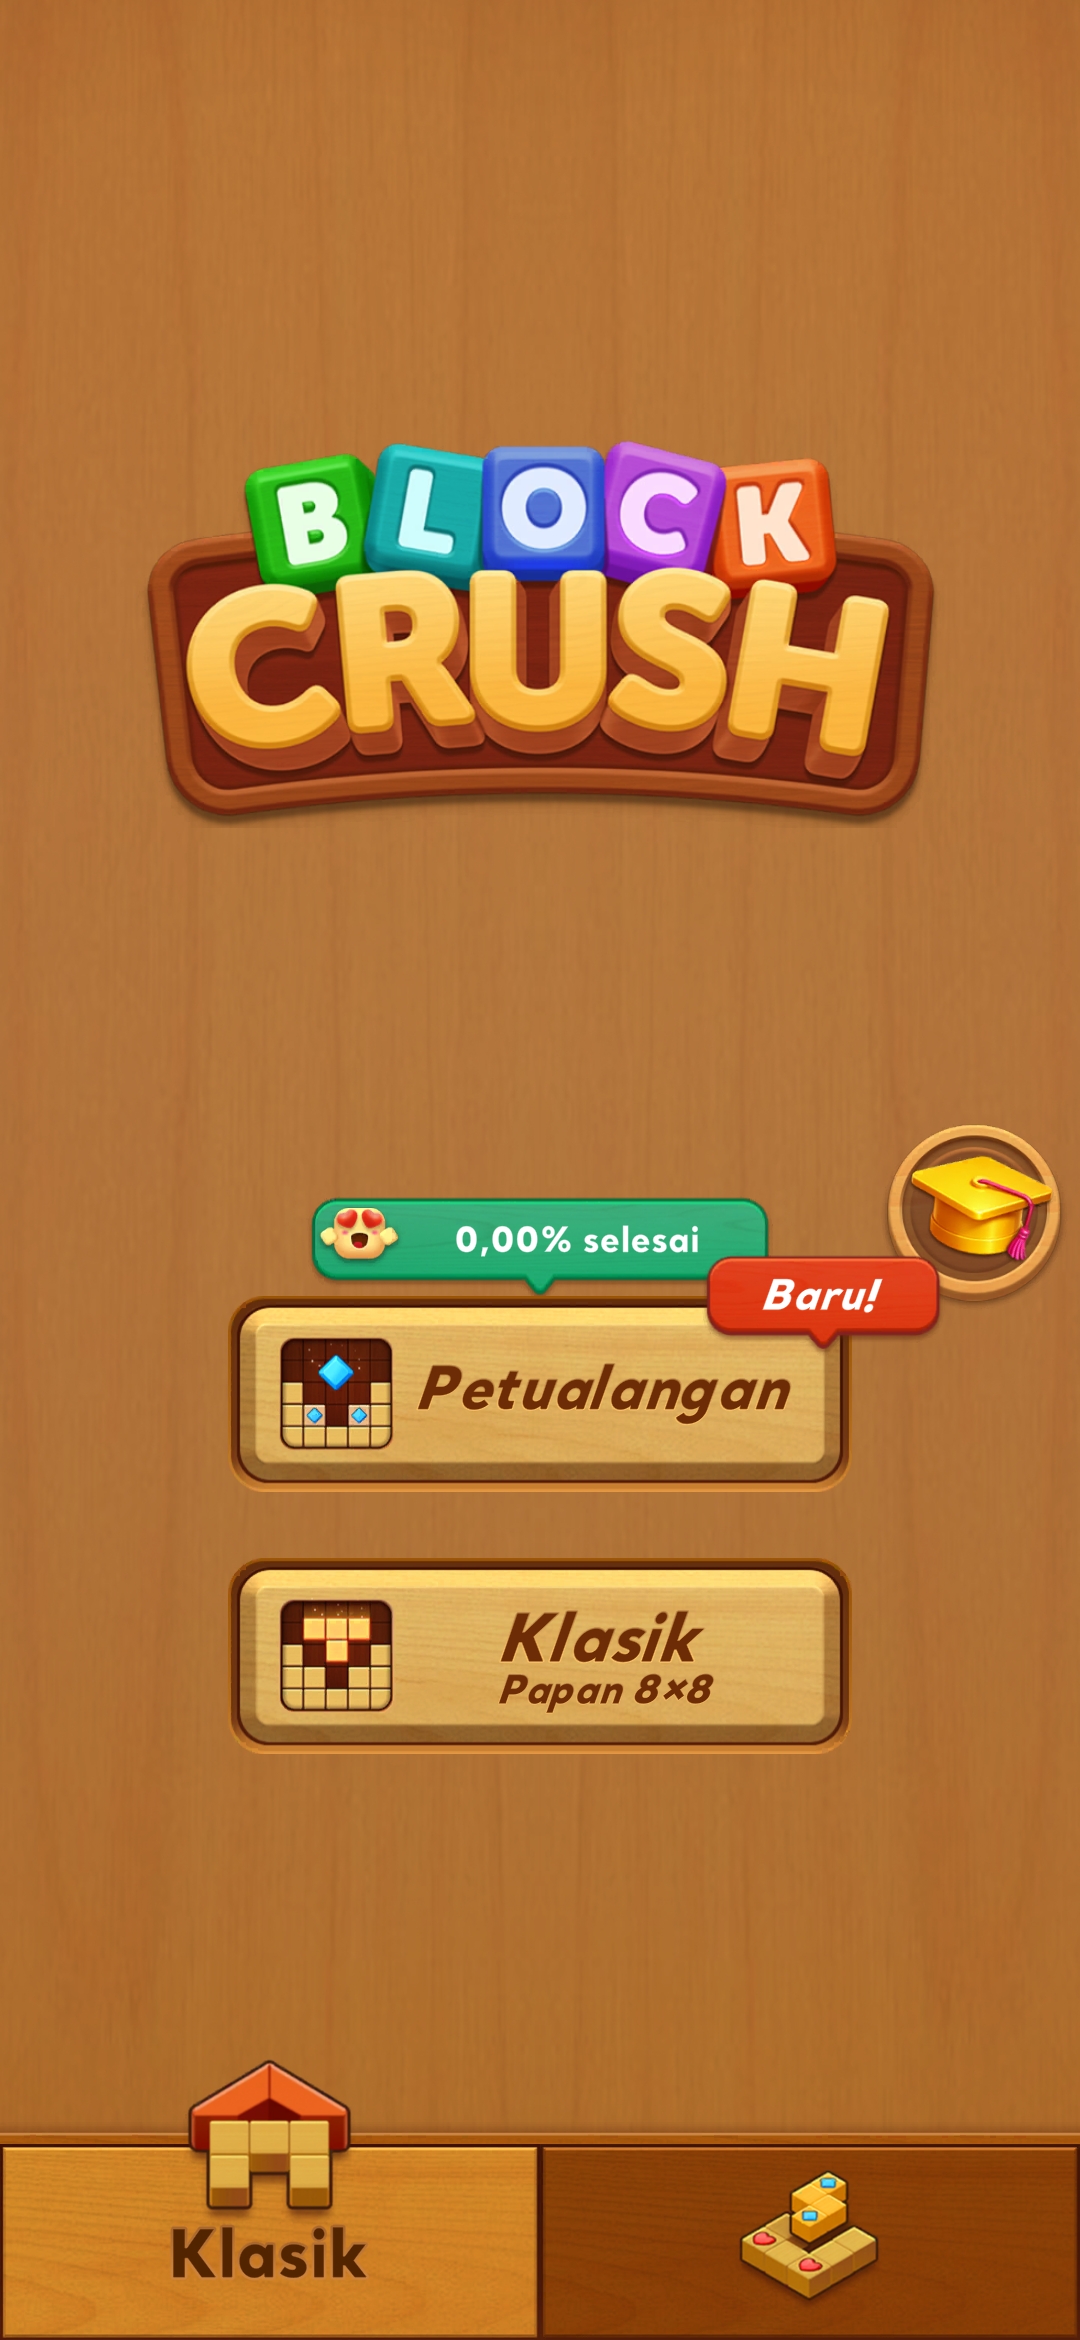 BLOCK
CRUSH
0,00% selesai
Baru!
Petualangan
Klasik
Papan 8×8
Klasik